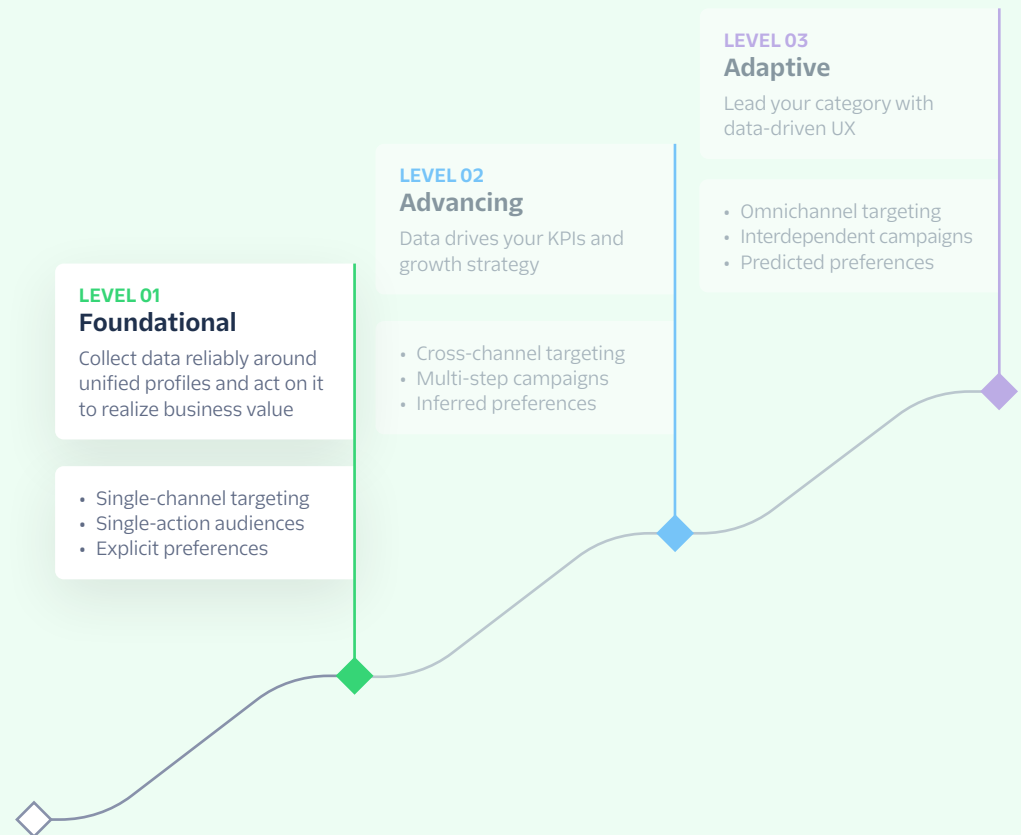 LEVEL 03
Adaptive
Lead your category with
data-driven UX
• Omnichannel targeting
• Interdependent campaigns
• Predicted preferences
LEVEL 02
Advancing
Data drives your KPIs and
growth strategy
• Cross-channel targeting
• Multi-step campaigns
• Inferred preferences
LEVEL 01
Foundational
Collect data reliably around
unified profiles and act on it
to realize business value
• Single-channel targeting
• Single-action audiences
• Explicit preferences